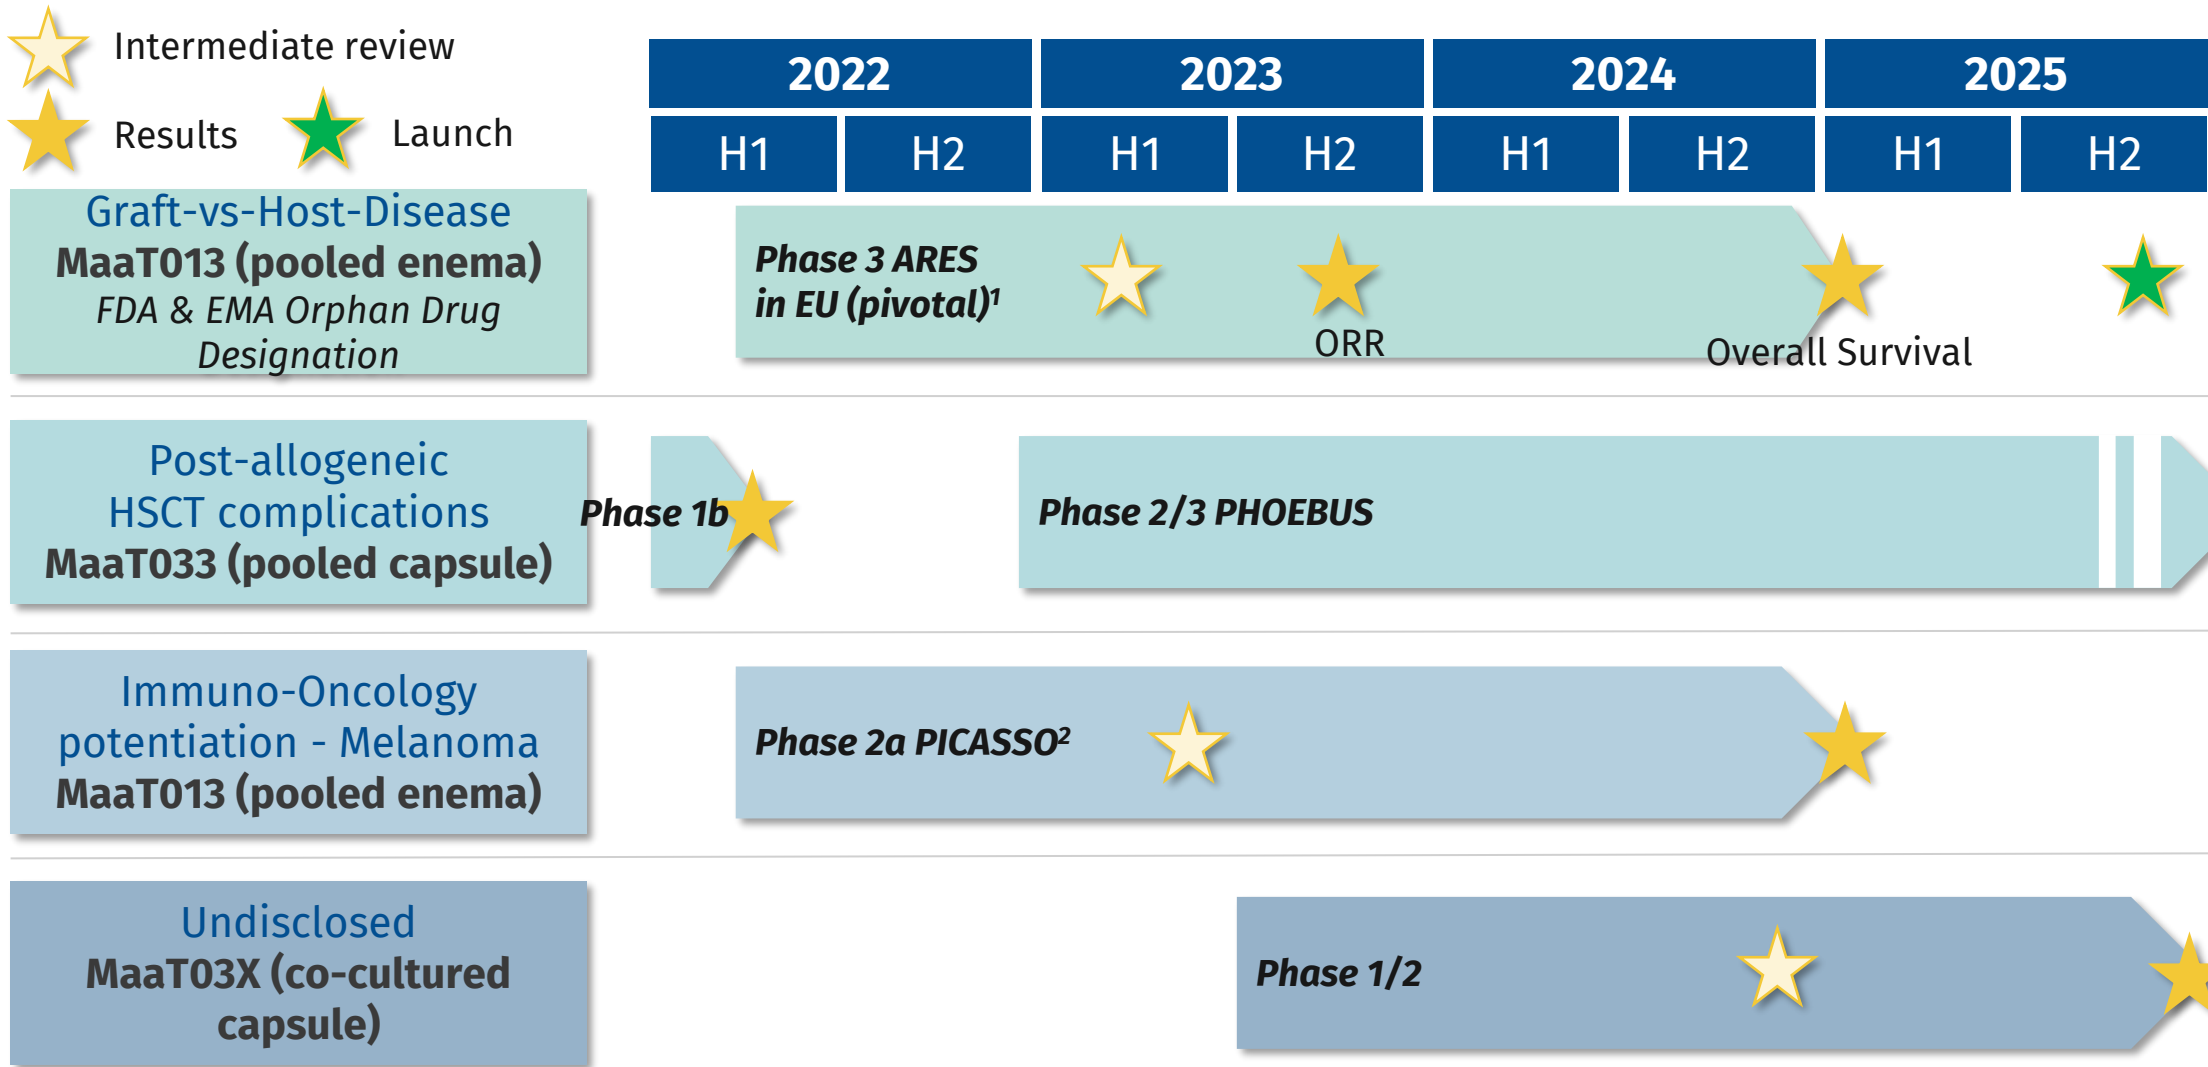 Intermediate review
Results
Launch
2022
2023
2024
2025
H1
H2
H1
H2
H1
H2
H1
H2
Graft-vs-Host-Disease
MaaT013 (pooled enema)
FDA & EMA Orphan Drug
Designation
Phase 3 ARES
in EU (pivotal)¹
ORR
Overall Survival
Post-allogeneic
HSCT complications
MaaT033 (pooled capsule)
Phase 1b
Phase 2/3 PHOEBUS
Immuno-Oncology
potentiation - Melanoma
MaaT013 (pooled enema)
Phase 2a PICASSO²
Undisclosed
MaaT03X (co-cultured
capsule)
Phase 1/2